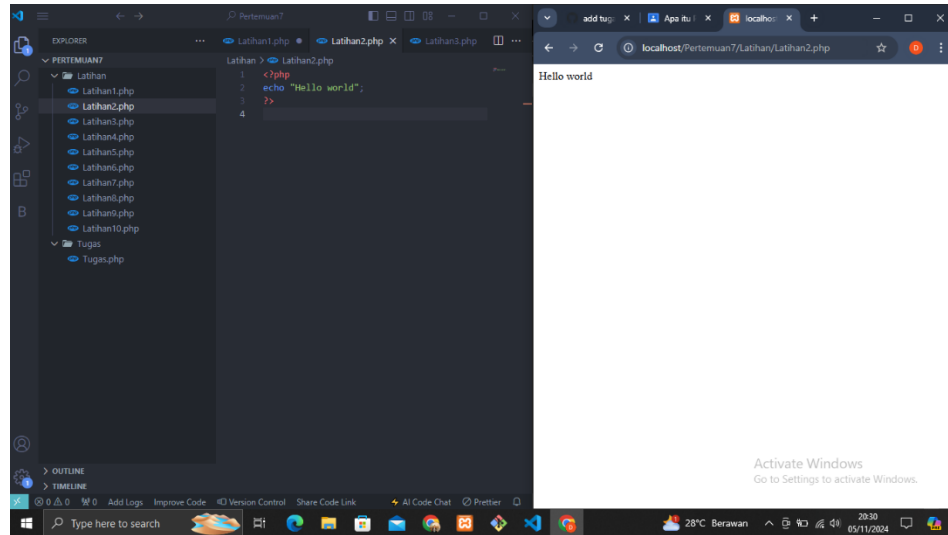 Pertemuan7
EXPLORER
PERTEMUAN7
Latihan
Latihan1.php
Latihan2.php
Latihan3.php
Latihan4.php
Latihan5.php
Latihan6.php
Latihan7.php
Latihan8.php
Latihan9.php
Latihan10.php
Tugas
Tugas.php
OUTLINE
TIMELINE
Latihan1.php Latihan2.php Latihan3.php
Latihan > Latihan2.php
1 <?php
2 echo "Hello world";
3 ?>
4
0 0 0 Add Logs Improve Code Version Control Share Code Link AI Code Chat Prettier
add tug Apa itu localhos
localhost/Pertemuan7/Latihan/Latihan2.php
Hello world
Activate Windows
Go to Settings to activate Windows.
Type here to search
28°C Berawan
20:30
05/11/2024